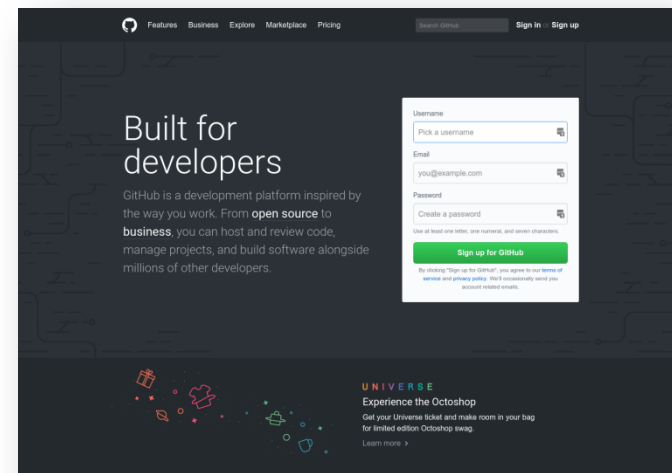 Features Business Explore Marketplace Pricing Search GitHub Sign in or Sign up
Built for
developers
GitHub is a development platform inspired by
the way you work. From open source to
business, you can host and review code,
manage projects, and build software alongside
millions of other developers.
Username
Pick a username
Email
you@example.com
Password
Create a password
Use at least one letter, one numeral, and seven characters.
Sign up for GitHub
By clicking "Sign up for GitHub", you agree to our terms of
service and privacy policy. We'll occasionally send you
account related emails.
UNIVERSE
Experience the Octoshop
Get your Universe ticket and make room in your bag
for limited edition Octoshop swag.
Learn more